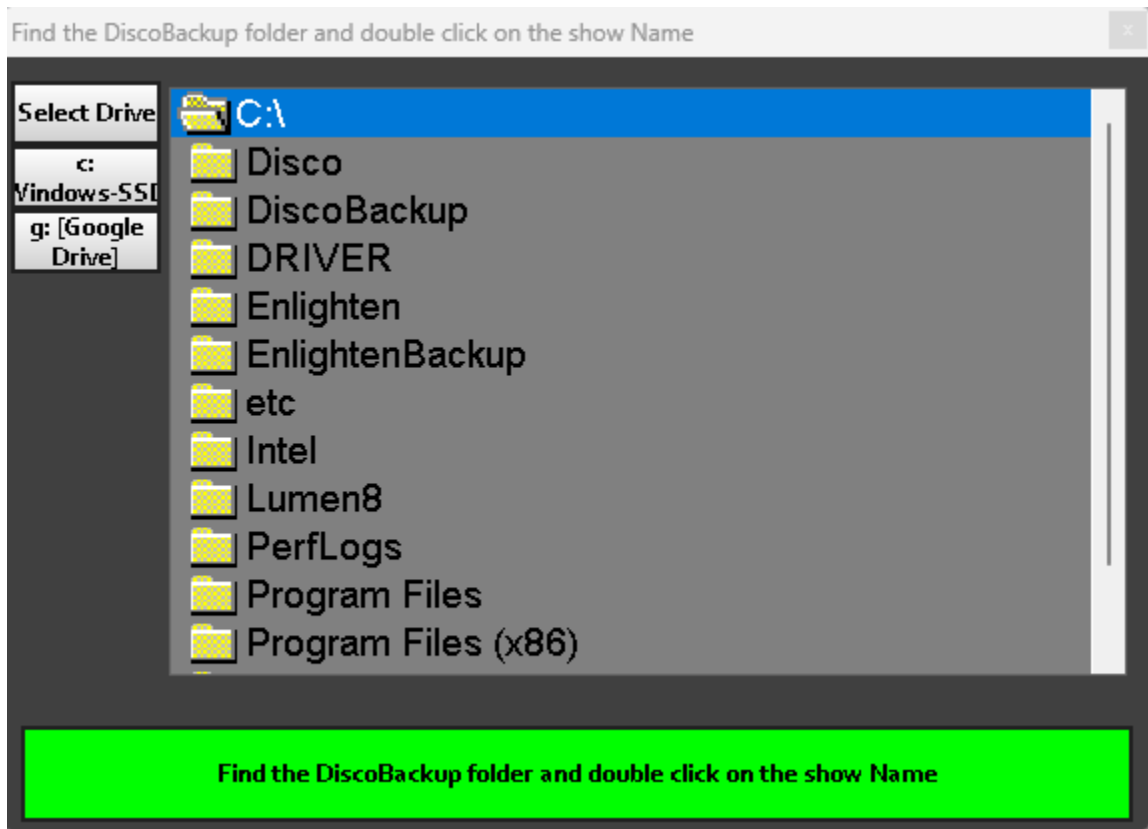 Find the DiscoBackup folder and double click on the show Name
x
Select Drive
c:
Windows-SSD
g: [Google
Drive]
C:\
Disco
DiscoBackup
DRIVER
Enlighten
EnlightenBackup
etc
Intel
Lumen8
PerfLogs
Program Files
Program Files (x86)
Find the DiscoBackup folder and double click on the show Name